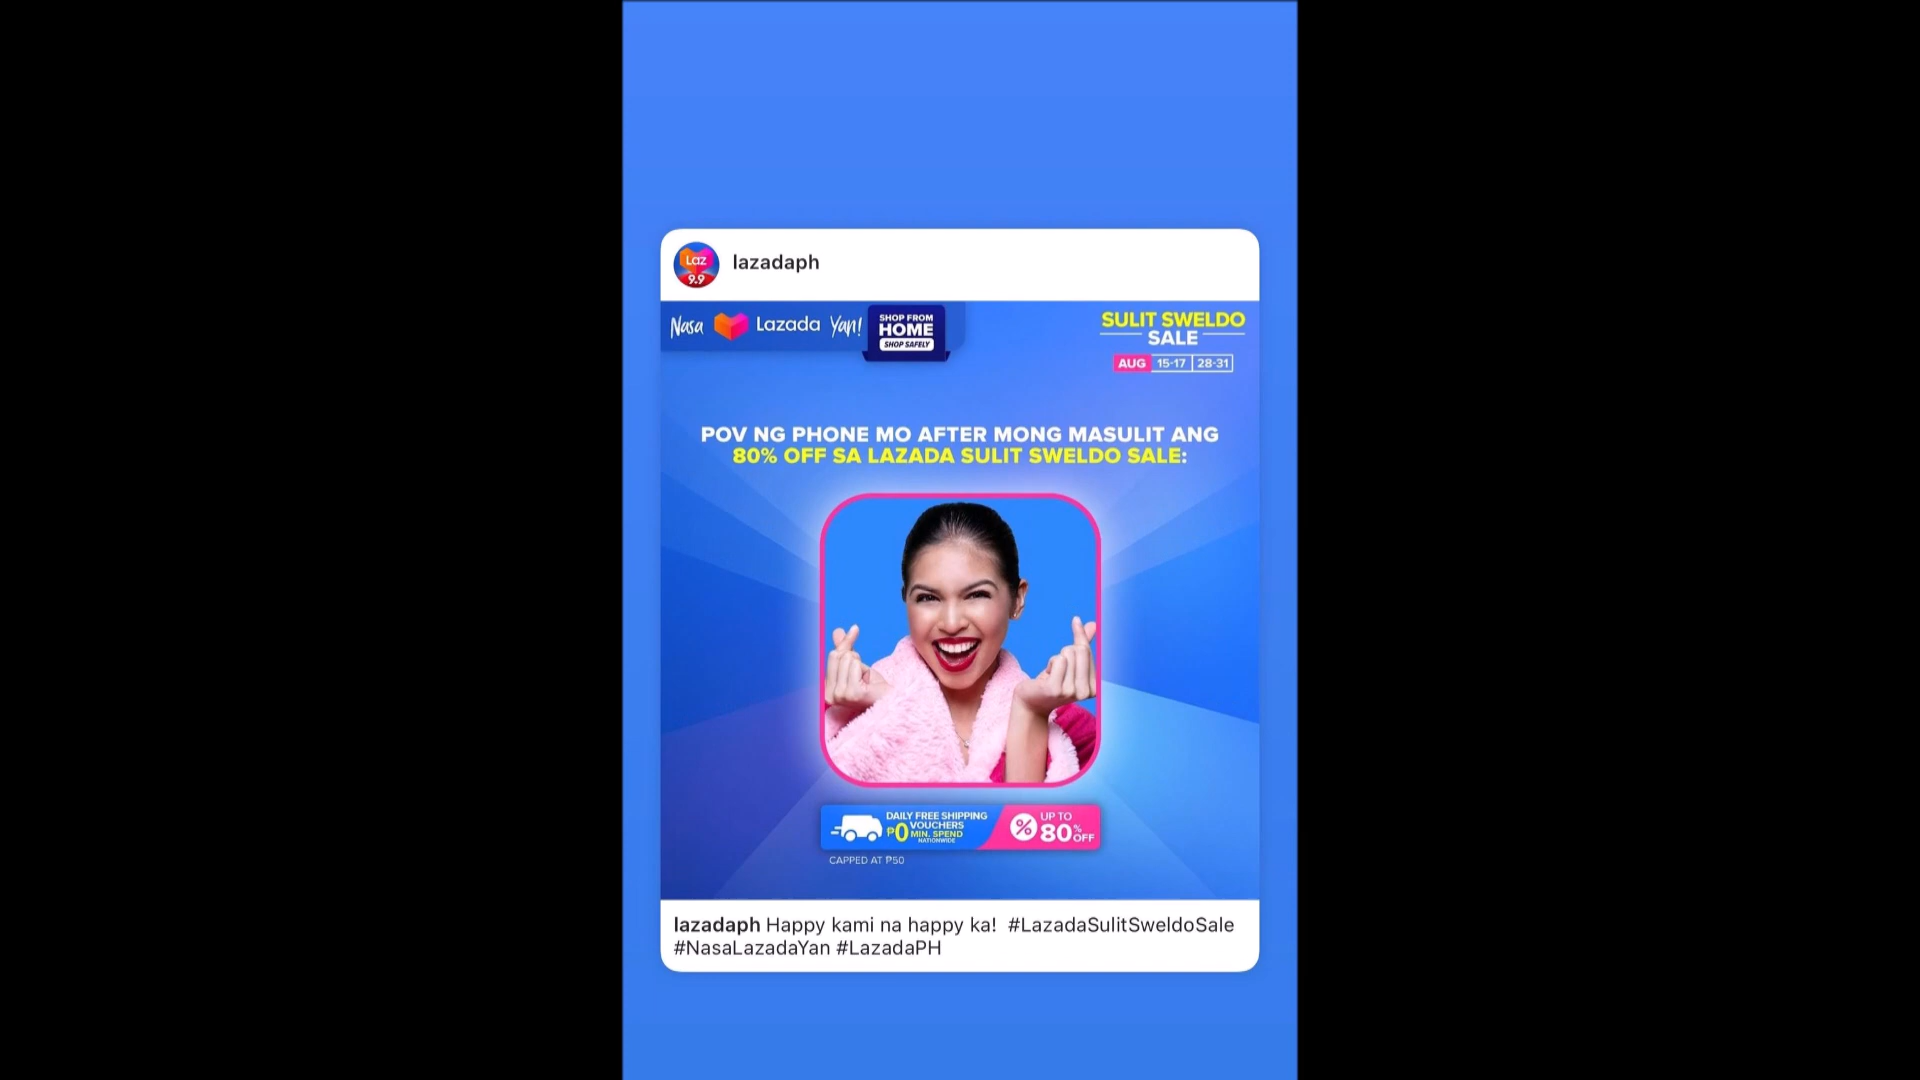 Laz
9.9
lazadaph
Nasa Lazada Yan!
SHOP FROM
HOME
SHOP SAFELY
SULIT SWELDO
SALE
AUG 15-17 28-31
POV NG PHONE MO AFTER MONG MASULIT ANG
80% OFF SA LAZADA SULIT SWELDO SALE:
DAILY FREE SHIPPING
VOUCHERS
₱0 MIN. SPEND
NATIONWIDE
% UP TO
80% OFF
CAPPED AT ₱50
lazadaph Happy kami na happy ka! #LazadaSulitSweldoSale
#NasaLazadaYan #LazadaPH